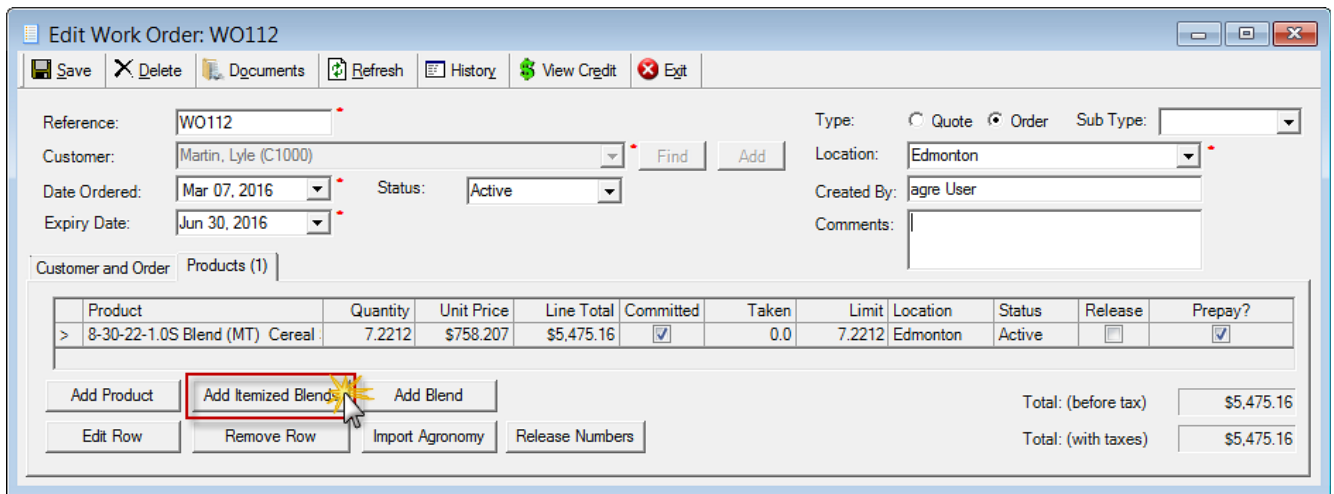 Edit Work Order: WO112
Save Delete Documents Refresh History View Credit Exit
Reference: WO112 * Type: Quote Order Sub Type:
Customer: Martin, Lyle (C1000) * Find Add Location: Edmonton *
Date Ordered: Mar 07, 2016 * Status: Active Created By: agre User
Expiry Date: Jun 30, 2016 * Comments:
Customer and Order Products (1)
Product Quantity Unit Price Line Total Committed Taken Limit Location Status Release Prepay?
> 8-30-22-1.0S Blend (MT) Cereal 7.2212 $758.207 $5,475.16 0.0 7.2212 Edmonton Active
Add Product Add Itemized Blends Add Blend Total: (before tax) $5,475.16
Edit Row Remove Row Import Agronomy Release Numbers Total: (with taxes) $5,475.16